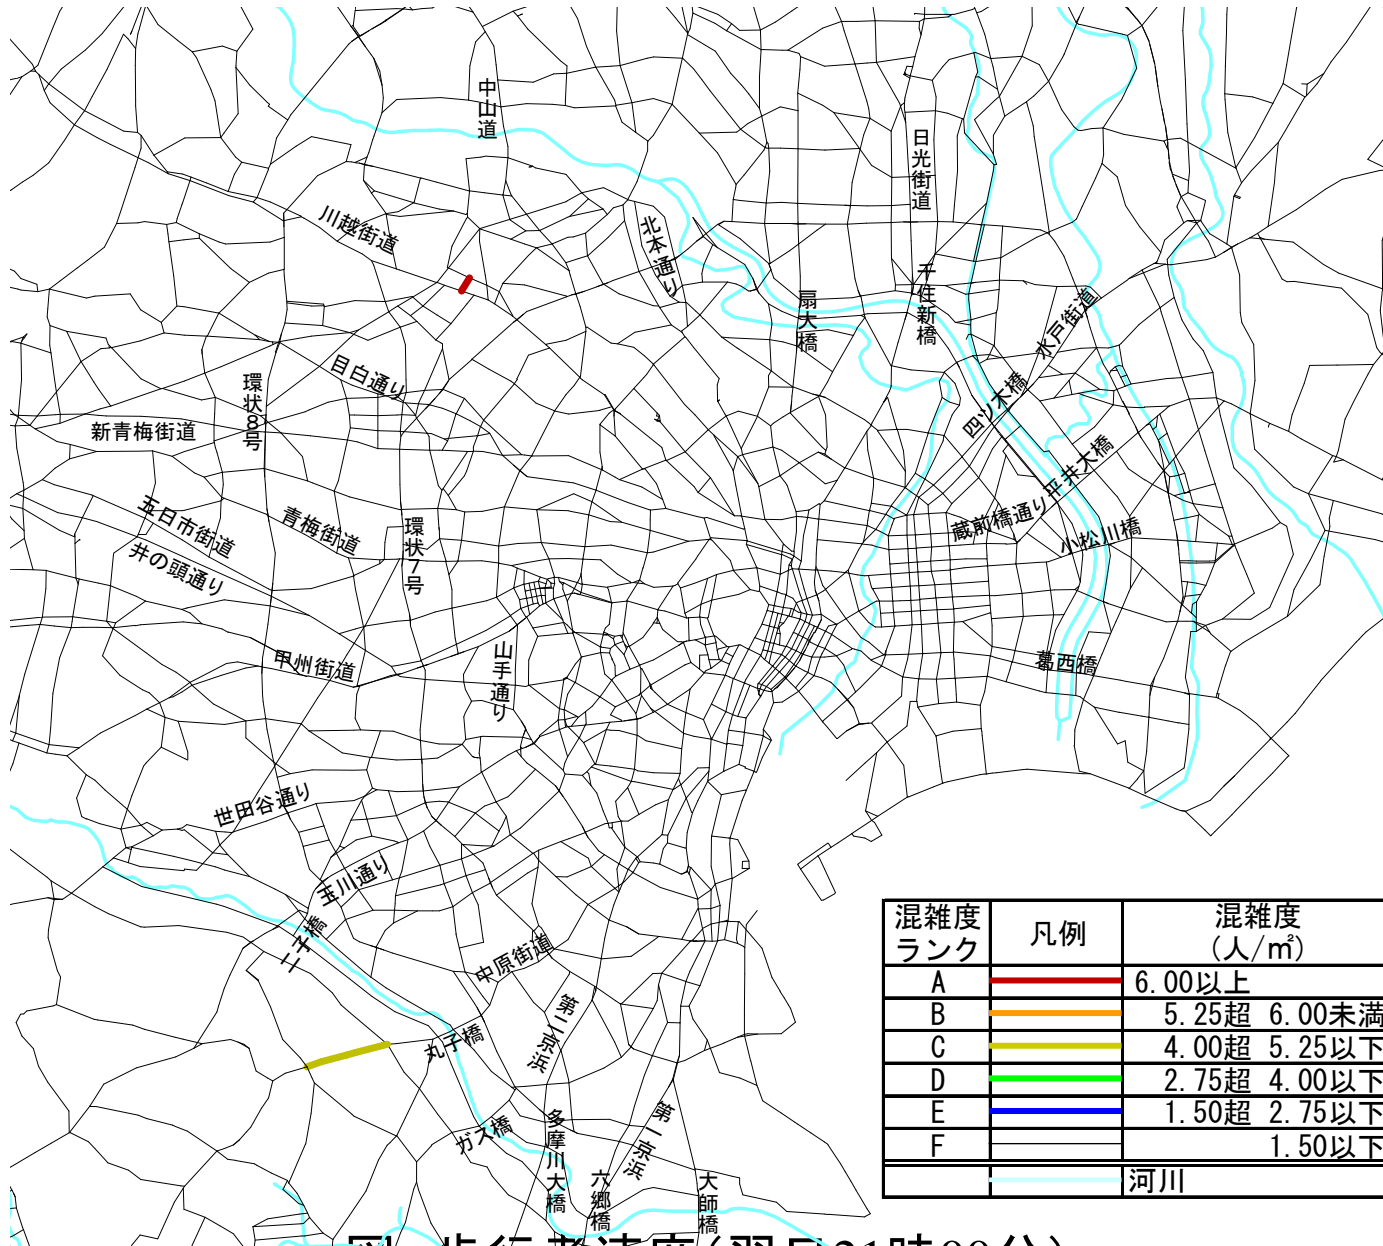 中山道
日光街道
川越街道
北本通り
千住新橋
扇大橋
水戸街道
目白通り
環状8号
四ツ木橋
新青梅街道
平井大橋
五日市街道
青梅街道
環状7号
蔵前橋通り
小松川橋
井の頭通り
甲州街道
山手通り
葛西橋
世田谷通り
玉川通り
二子橋
中原街道
第二京浜
丸子橋
ガス橋
多摩川大橋
第一京浜
六郷橋
大師橋
混雑度ランク 凡例 混雑度(人/㎡)
A 6.00以上
B 5.25超 6.00未満
C 4.00超 5.25以下
D 2.75超 4.00以下
E 1.50超 2.75以下
F 1.50以下
河川